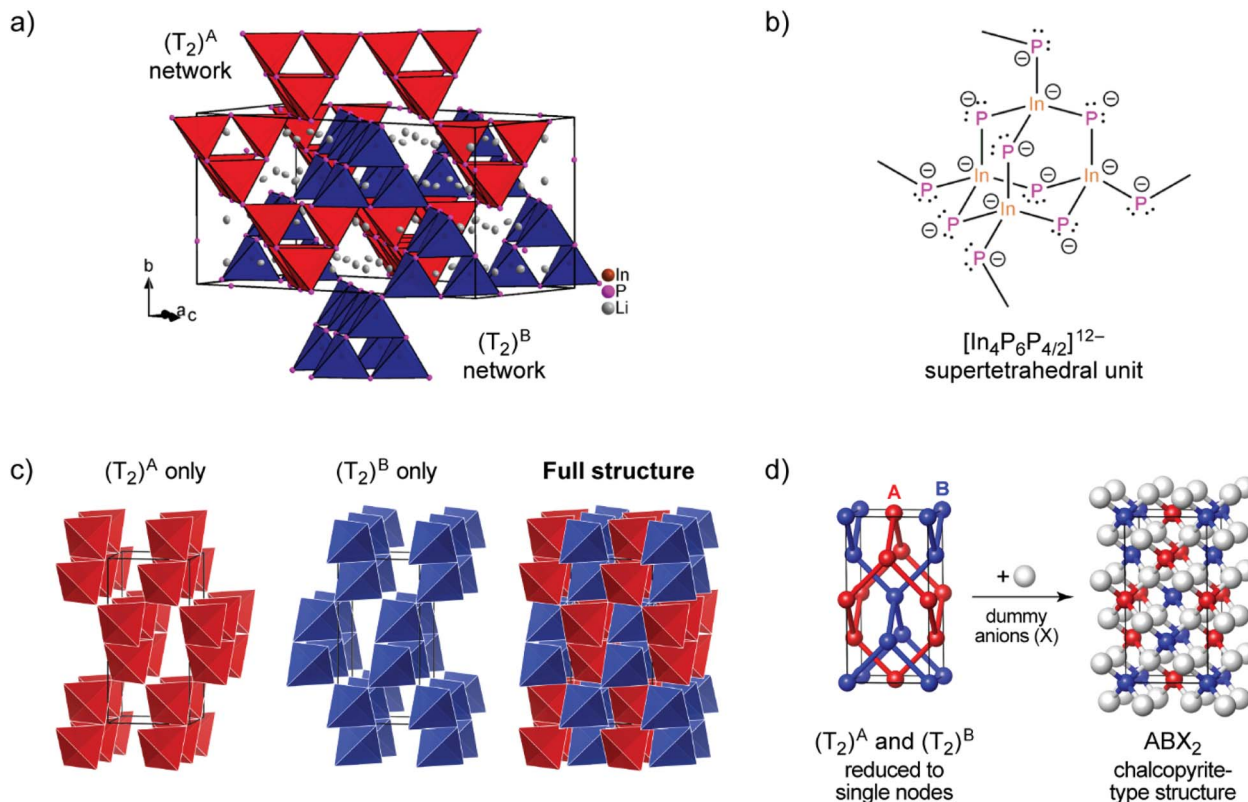 a)
(T₂)ᴬ
network
b
a c
In
P
Li
(T₂)ᴮ
network
b)
P
⊖
⊖ In ⊖
P P
⊖ P ⊖
⊖ In ⊖ ⊖ In ⊖
P P P
⊖ In
P P
⊖ ⊖
P ⊖
[In₄P₆P₄/₂]¹²⁻
supertetrahedral unit
c)
(T₂)ᴬ only
(T₂)ᴮ only
Full structure
d)
A B
+
dummy
anions (X)
(T₂)ᴬ and (T₂)ᴮ
reduced to
single nodes
ABX₂
chalcopyrite-
type structure